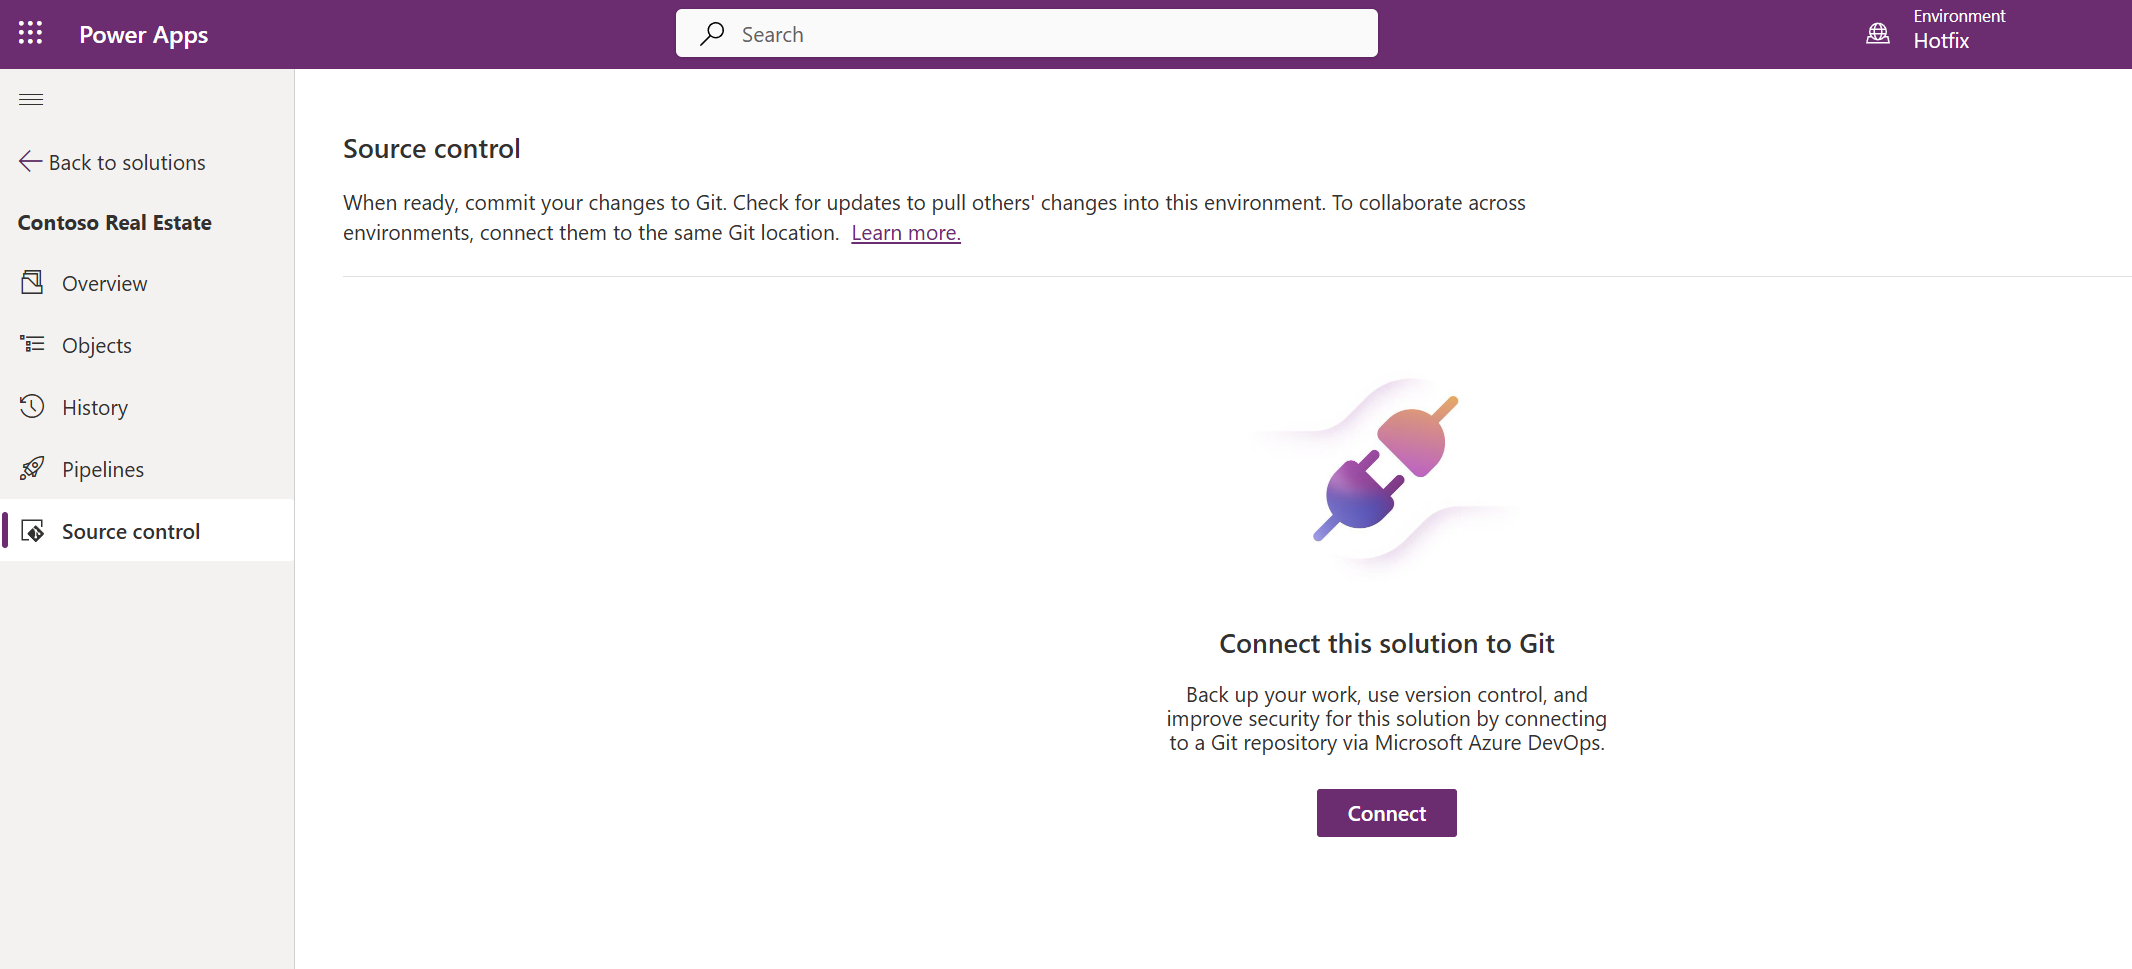 Power Apps
Search
Environment
Hotfix
Back to solutions
Contoso Real Estate
Overview
Objects
History
Pipelines
Source control
Source control
When ready, commit your changes to Git. Check for updates to pull others' changes into this environment. To collaborate across
environments, connect them to the same Git location. Learn more.
Connect this solution to Git
Back up your work, use version control, and
improve security for this solution by connecting
to a Git repository via Microsoft Azure DevOps.
Connect